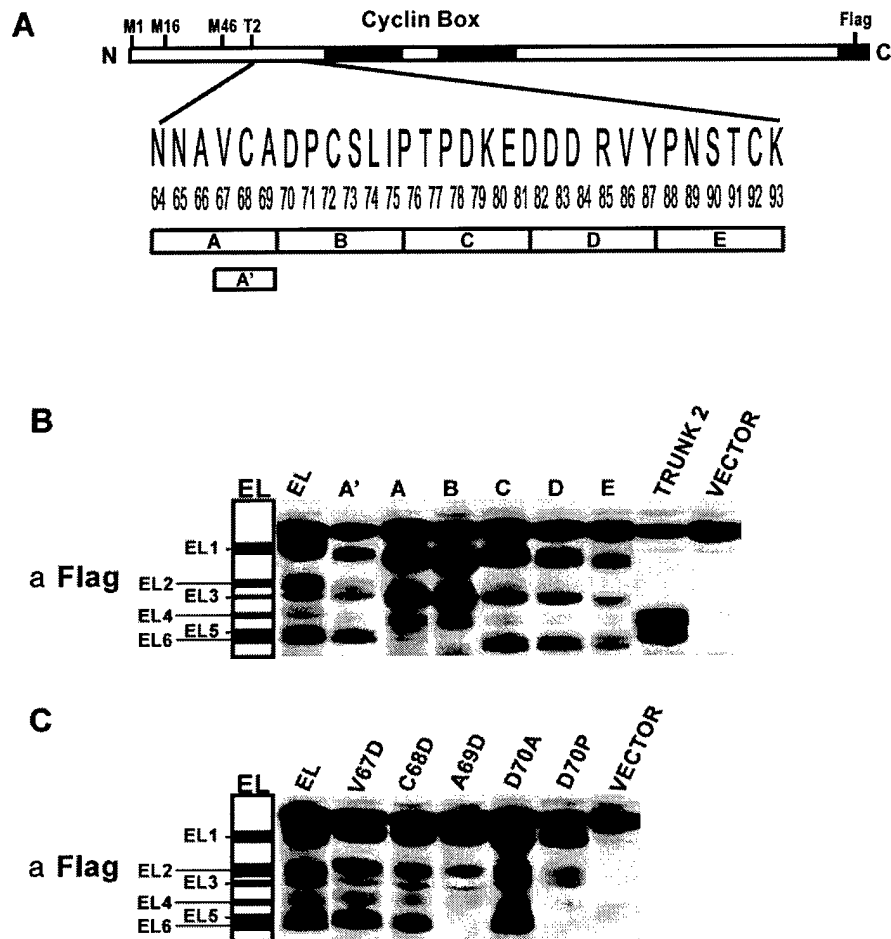 A
M1 M16 M46 T2 Cyclin Box Flag
N C
N N A V C A D P C S L I P T P D K E D D D R V Y P N S T C K
64 65 66 67 68 69 70 71 72 73 74 75 76 77 78 79 80 81 82 83 84 85 86 87 88 89 90 91 92 93
A B C D E
A'
B
EL EL A' A B C D E TRUNK 2 VECTOR
EL1
a Flag
EL2
EL3
EL4
EL5
EL6
C
EL EL V67D C68D A69D D70A D70P VECTOR
EL1
a Flag
EL2
EL3
EL4
EL5
EL6